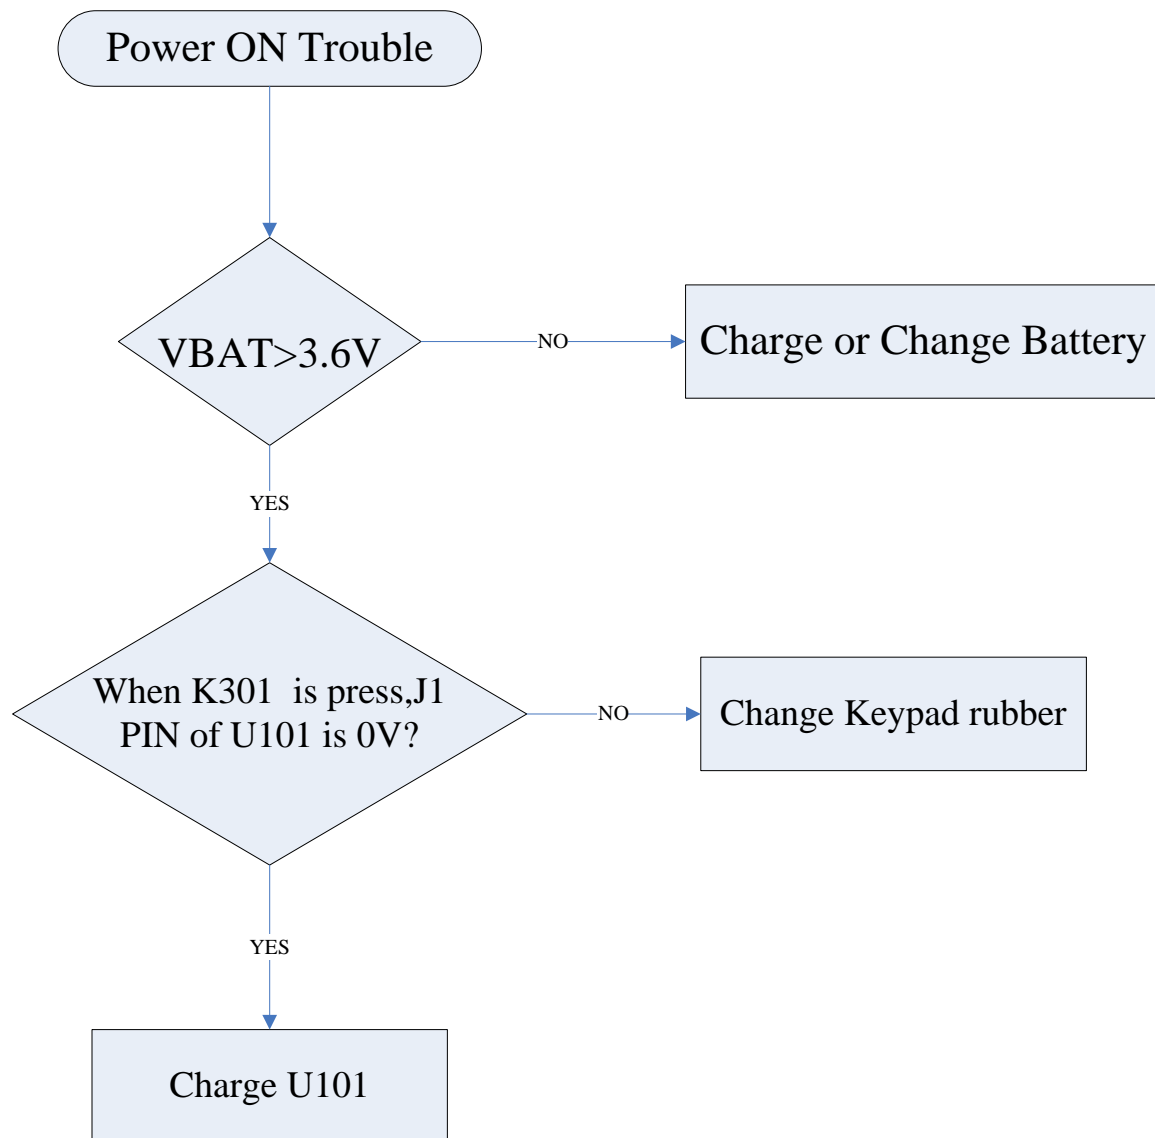 Power ON Trouble
VBAT>3.6V
NO
Charge or Change Battery
YES
When K301  is press,J1
PIN of U101 is 0V?
NO
Change Keypad rubber
YES
Charge U101